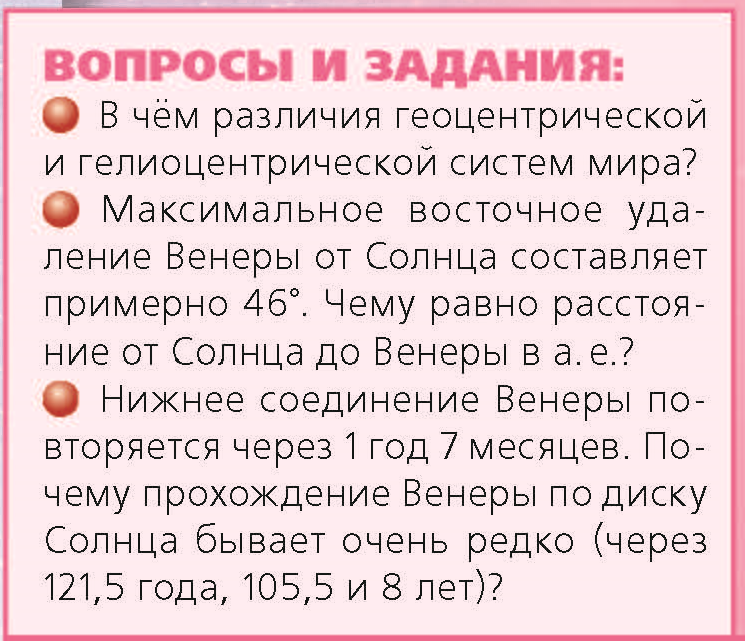 ВОПРОСЫ И ЗАДАНИЯ:
В чём различия геоцентрической
и гелиоцентрической систем мира?
Максимальное восточное уда-
ление Венеры от Солнца составляет
примерно 46°. Чему равно расстоя-
ние от Солнца до Венеры в а. е.?
Нижнее соединение Венеры по-
вторяется через 1 год 7 месяцев. По-
чему прохождение Венеры по диску
Солнца бывает очень редко (через
121,5 года, 105,5 и 8 лет)?